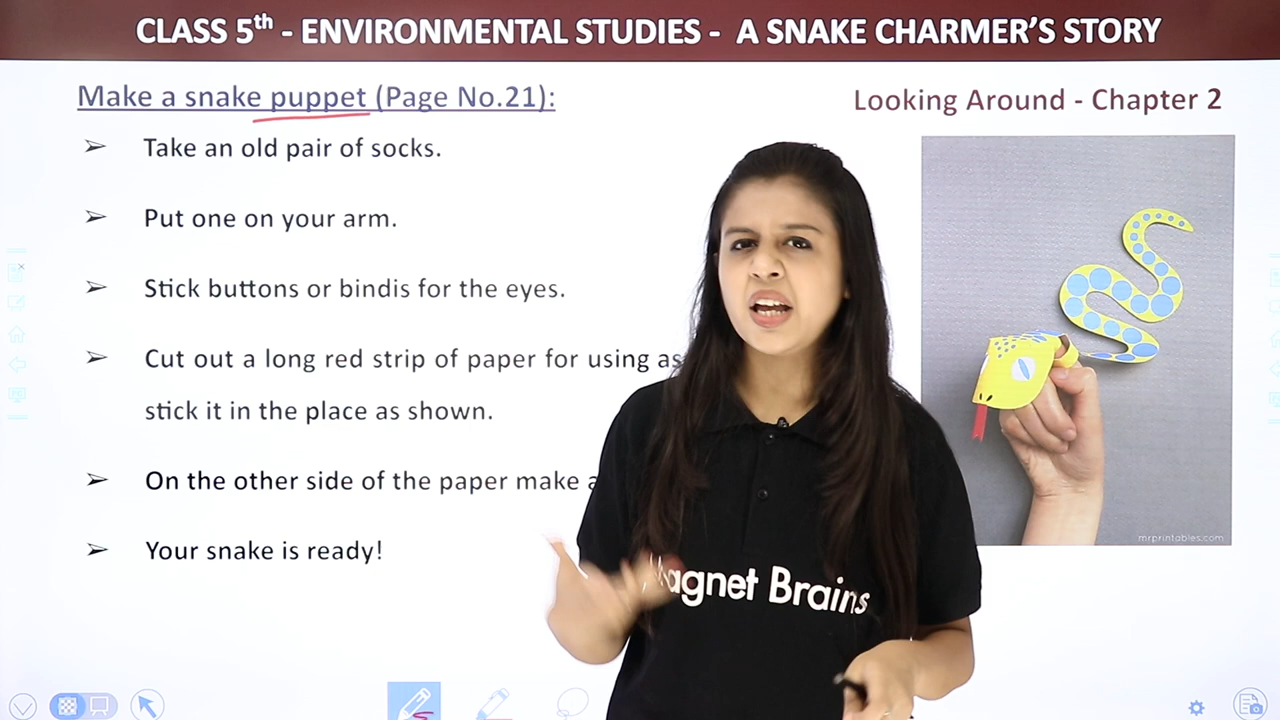 CLASS 5th - ENVIRONMENTAL STUDIES - A SNAKE CHARMER'S STORY
Make a snake puppet (Page No.21):
Looking Around - Chapter 2
➢ Take an old pair of socks.
➢ Put one on your arm.
➢ Stick buttons or bindis for the eyes.
➢ Cut out a long red strip of paper for using as
stick it in the place as shown.
➢ On the other side of the paper make a
➢ Your snake is ready!
mrprintables.com
Magnet Brains